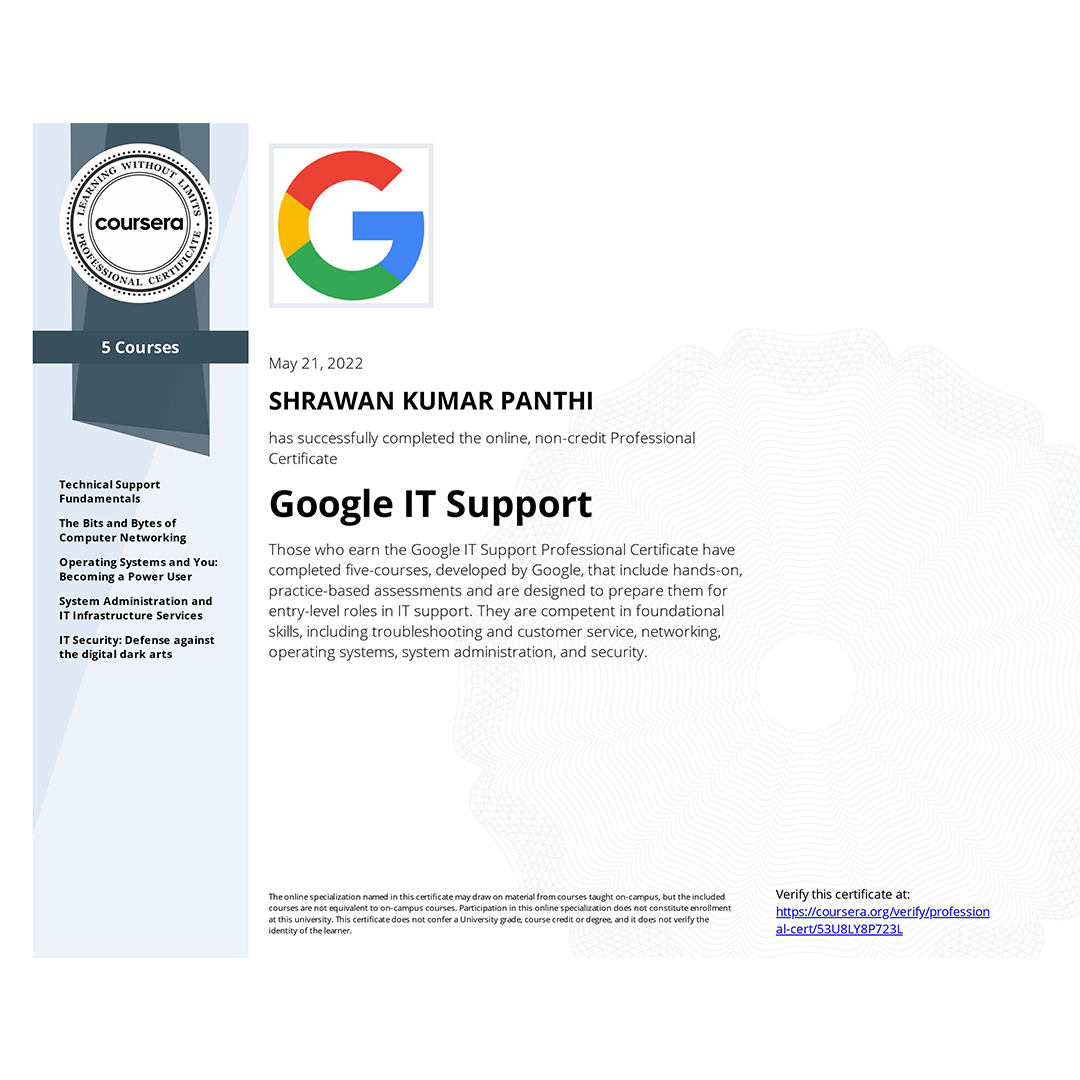 LEARNING WITHOUT LIMITS
coursera
PROFESSIONAL CERTIFICATE
5 Courses
Technical Support
Fundamentals
The Bits and Bytes of
Computer Networking
Operating Systems and You:
Becoming a Power User
System Administration and
IT Infrastructure Services
IT Security: Defense against
the digital dark arts
May 21, 2022
SHRAWAN KUMAR PANTHI
has successfully completed the online, non-credit Professional
Certificate
Google IT Support
Those who earn the Google IT Support Professional Certificate have
completed five-courses, developed by Google, that include hands-on,
practice-based assessments and are designed to prepare them for
entry-level roles in IT support. They are competent in foundational
skills, including troubleshooting and customer service, networking,
operating systems, system administration, and security.
The online specialization named in this certificate may draw on material from courses taught on-campus, but the included
courses are not equivalent to on-campus courses. Participation in this online specialization does not constitute enrollment
at this university. This certificate does not confer a University grade, course credit or degree, and it does not verify the
identity of the learner.
Verify this certificate at:
https://coursera.org/verify/profession
al-cert/53U8LY8P723L